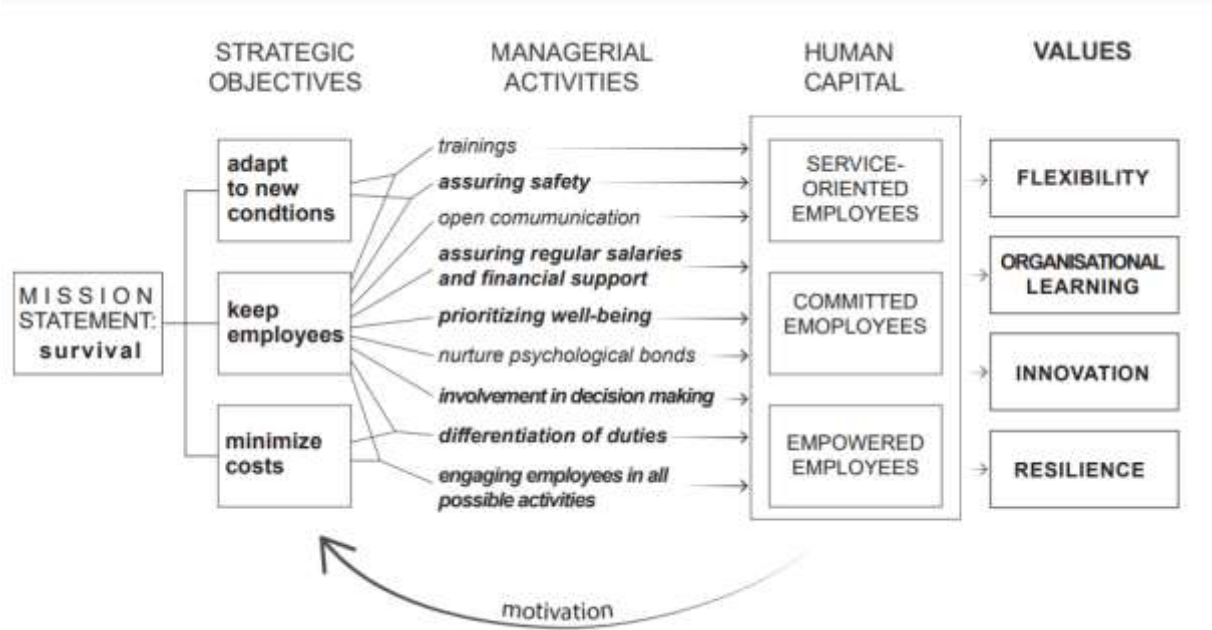 STRATEGIC
OBJECTIVES
MANAGERIAL
ACTIVITIES
HUMAN
CAPITAL
VALUES
MISSION
STATEMENT:
survival
adapt
to new
condtions
keep
employees
minimize
costs
trainings
assuring safety
open comumunication
assuring regular salaries
and financial support
prioritizing well-being
nurture psychological bonds
involvement in decision making
differentiation of duties
engaging employees in all
possible activities
SERVICE-
ORIENTED
EMPLOYEES
COMMITTED
EMOPLOYEES
EMPOWERED
EMPLOYEES
FLEXIBILITY
ORGANISATIONAL
LEARNING
INNOVATION
RESILIENCE
motivation